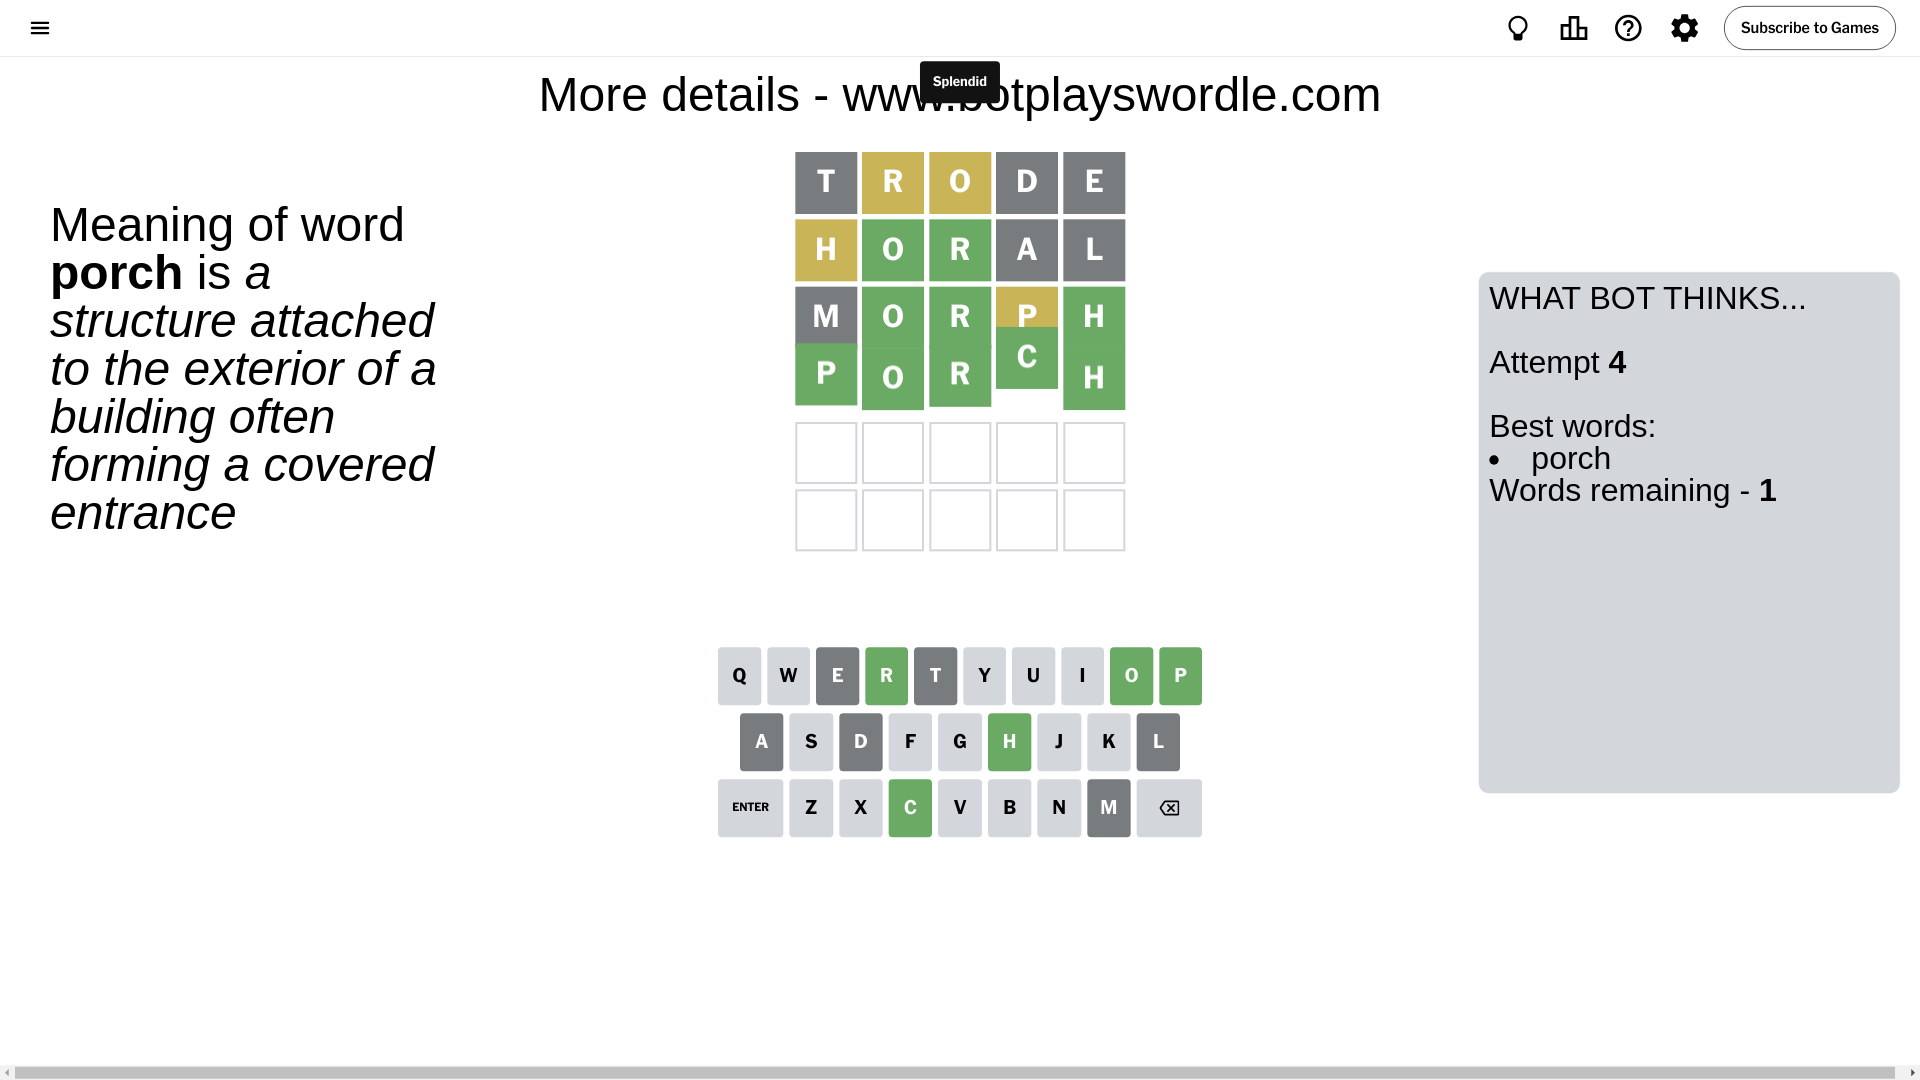 Subscribe to Games
Splendid
More details - www.botplayswordle.com
Meaning of word
porch is a
structure attached
to the exterior of a
building often
forming a covered
entrance
T R O D E
H O R A L
M O R P H
P O R C H
WHAT BOT THINKS...
Attempt 4
Best words:
• porch
Words remaining - 1
Q W E R T Y U I O P
A S D F G H J K L
ENTER Z X C V B N M